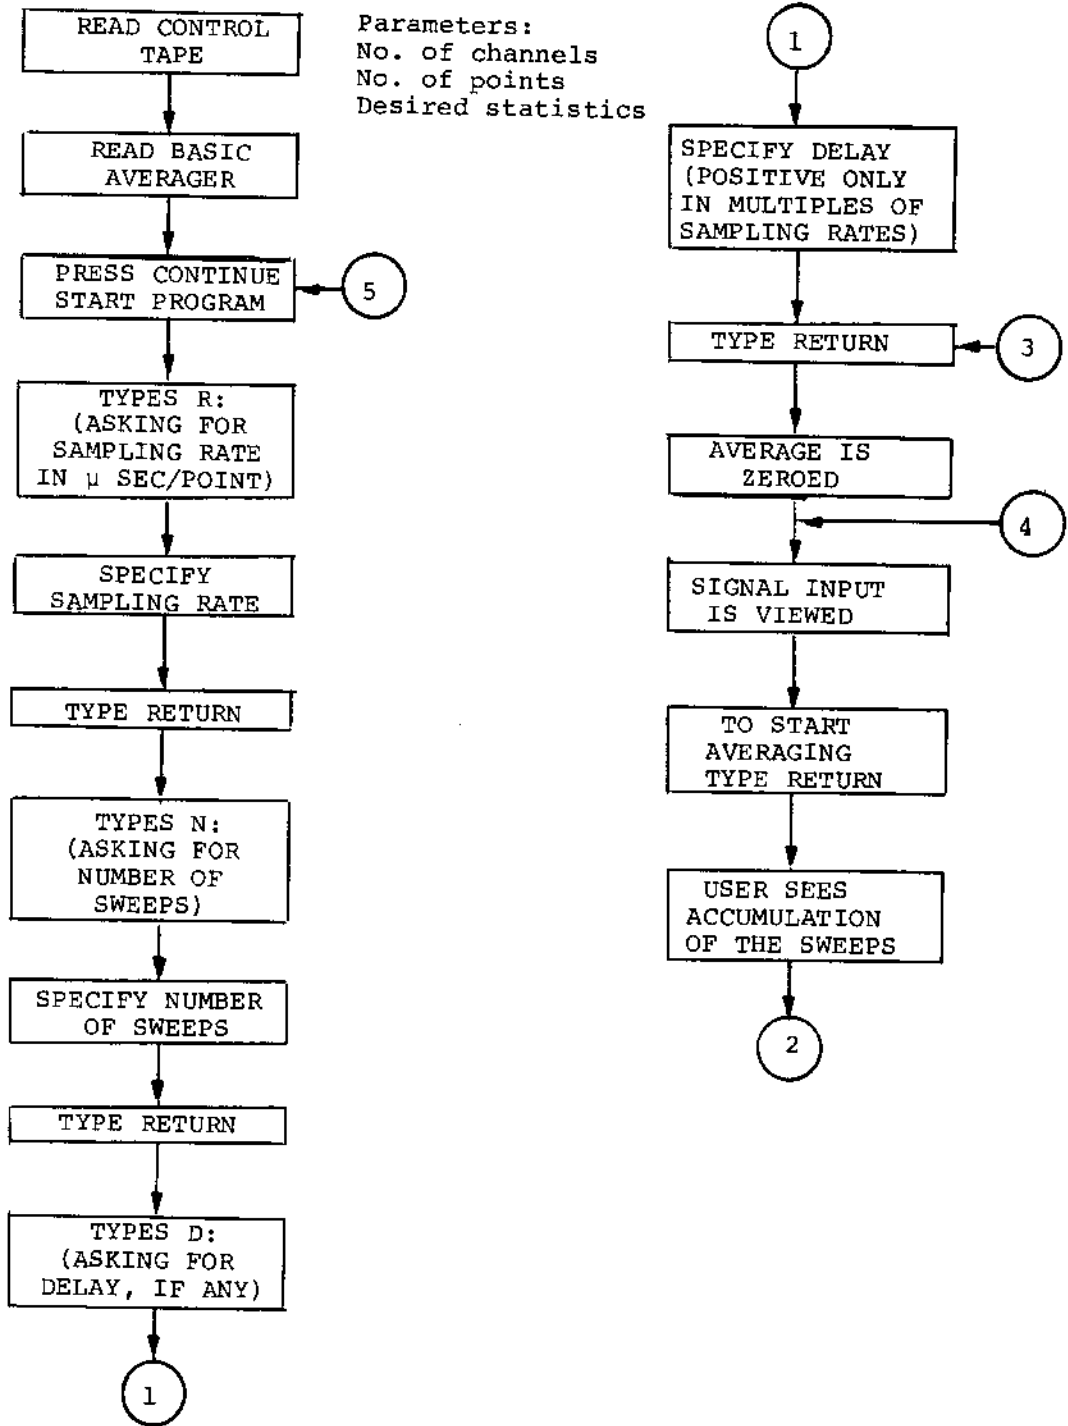 READ CONTROL
TAPE
Parameters:
No. of channels
No. of points
Desired statistics
READ BASIC
AVERAGER
PRESS CONTINUE
START PROGRAM
5
TYPES R:
(ASKING FOR
SAMPLING RATE
IN μ SEC/POINT)
SPECIFY
SAMPLING RATE
TYPE RETURN
TYPES N:
(ASKING FOR
NUMBER OF
SWEEPS)
SPECIFY NUMBER
OF SWEEPS
TYPE RETURN
TYPES D:
(ASKING FOR
DELAY, IF ANY)
1
1
SPECIFY DELAY
(POSITIVE ONLY
IN MULTIPLES OF
SAMPLING RATES)
TYPE RETURN
3
AVERAGE IS
ZEROED
4
SIGNAL INPUT
IS VIEWED
TO START
AVERAGING
TYPE RETURN
USER SEES
ACCUMULATION
OF THE SWEEPS
2